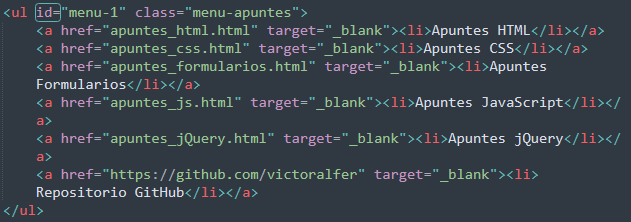 <ul id="menu-1" class="menu-apuntes">
<a href="apuntes_html.html" target="_blank"><li>Apuntes HTML</li></a>
<a href="apuntes_css.html" target="_blank"><li>Apuntes CSS</li></a>
<a href="apuntes_formularios.html" target="_blank"><li>Apuntes
Formularios</li></a>
<a href="apuntes_js.html" target="_blank"><li>Apuntes JavaScript</li></
a>
<a href="apuntes_jQuery.html" target="_blank"><li>Apuntes jQuery</li></
a>
<a href="https://github.com/victoralfer" target="_blank"><li>
Repositorio GitHub</li></a>
</ul>